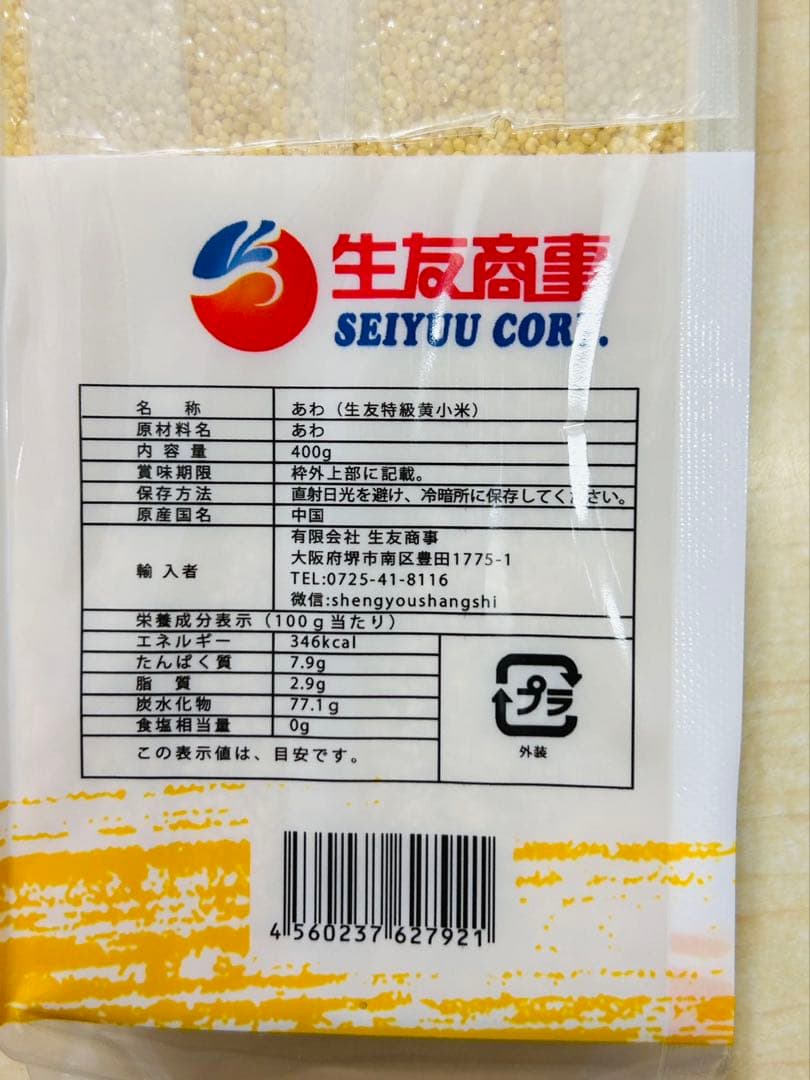 生友商事
SEIYUU CORP.
名 称 あわ（生友特級黄小米）
原材料名 あわ
内容量 400g
賞味期限 枠外上部に記載。
保存方法 直射日光を避け、冷暗所に保存してください。
原産国名 中国
輸入者 有限会社 生友商事
大阪府堺市南区豊田1775-1
TEL:0725-41-8116
微信:shengyoushangshi
栄養成分表示（100g当たり）
エネルギー 346kcal
たんぱく質 7.9g
脂 質 2.9g
炭水化物 77.1g
食塩相当量 0g
この表示値は、目安です。
プラ
外装
4 560237 627921